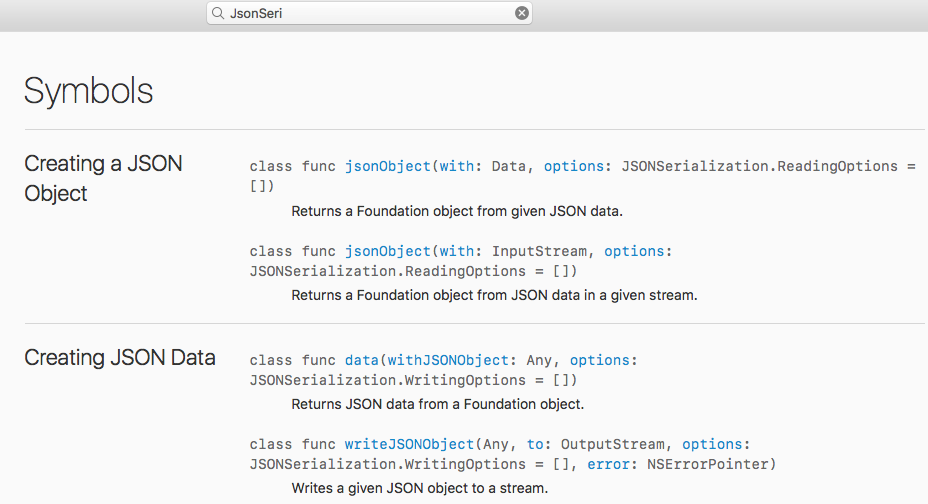 JsonSeri
Symbols
Creating a JSON
Object
class func jsonObject(with: Data, options: JSONSerialization.ReadingOptions =
[])
Returns a Foundation object from given JSON data.
class func jsonObject(with: InputStream, options:
JSONSerialization.ReadingOptions = [])
Returns a Foundation object from JSON data in a given stream.
Creating JSON Data
class func data(withJSONObject: Any, options:
JSONSerialization.WritingOptions = [])
Returns JSON data from a Foundation object.
class func writeJSONObject(Any, to: OutputStream, options:
JSONSerialization.WritingOptions = [], error: NSErrorPointer)
Writes a given JSON object to a stream.